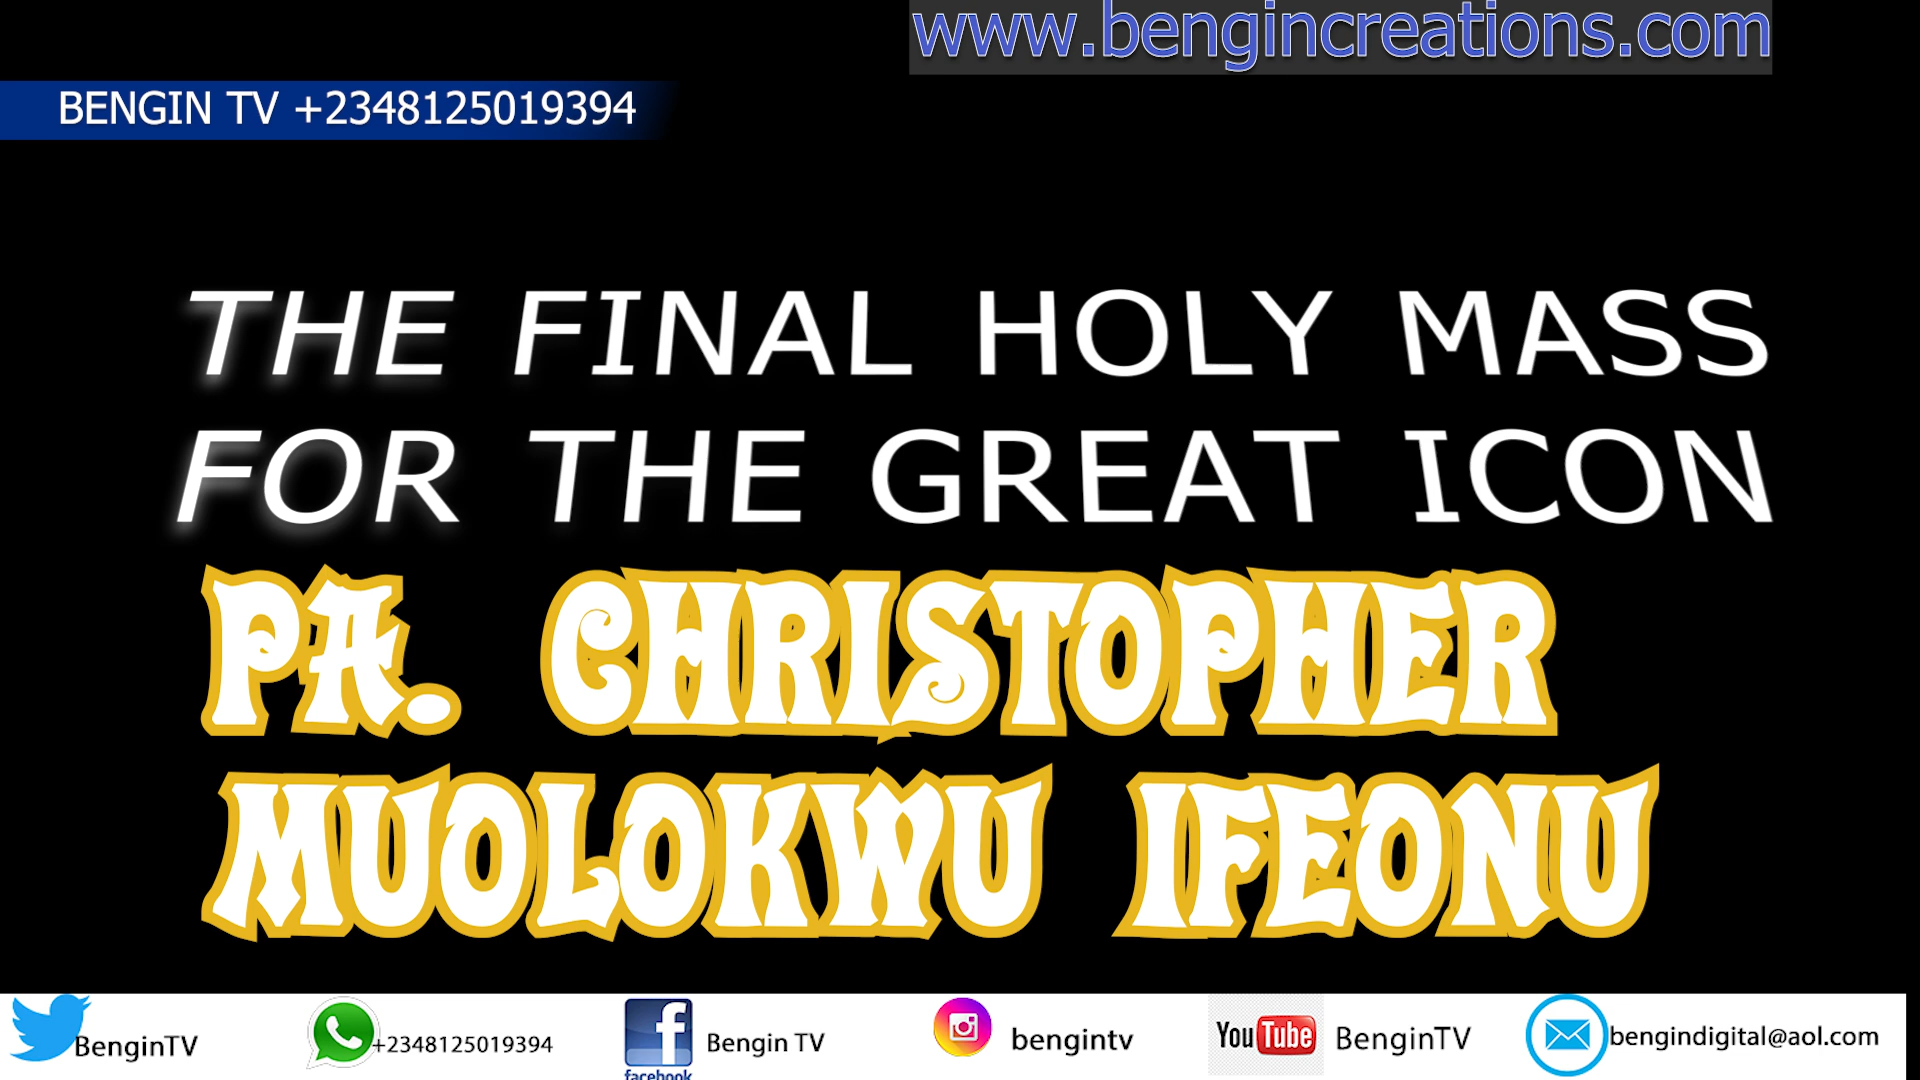 www.bengincreations.com
BENGIN TV +2348125019394
THE FINAL HOLY MASS
FOR THE GREAT ICON
PA. CHRISTOPHER
MUOLOKWU IFEONU
BenginTV
+2348125019394
facebook
Bengin TV
bengintv
YouTube
BenginTV
bengindigital@aol.com